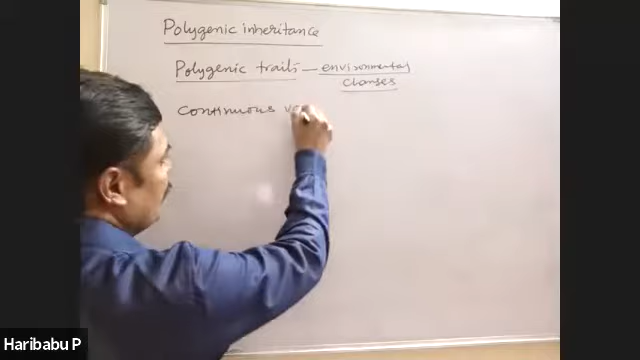 Polygenic inheritance
Polygenic traits — environmental
Continuous v
Haribabu P